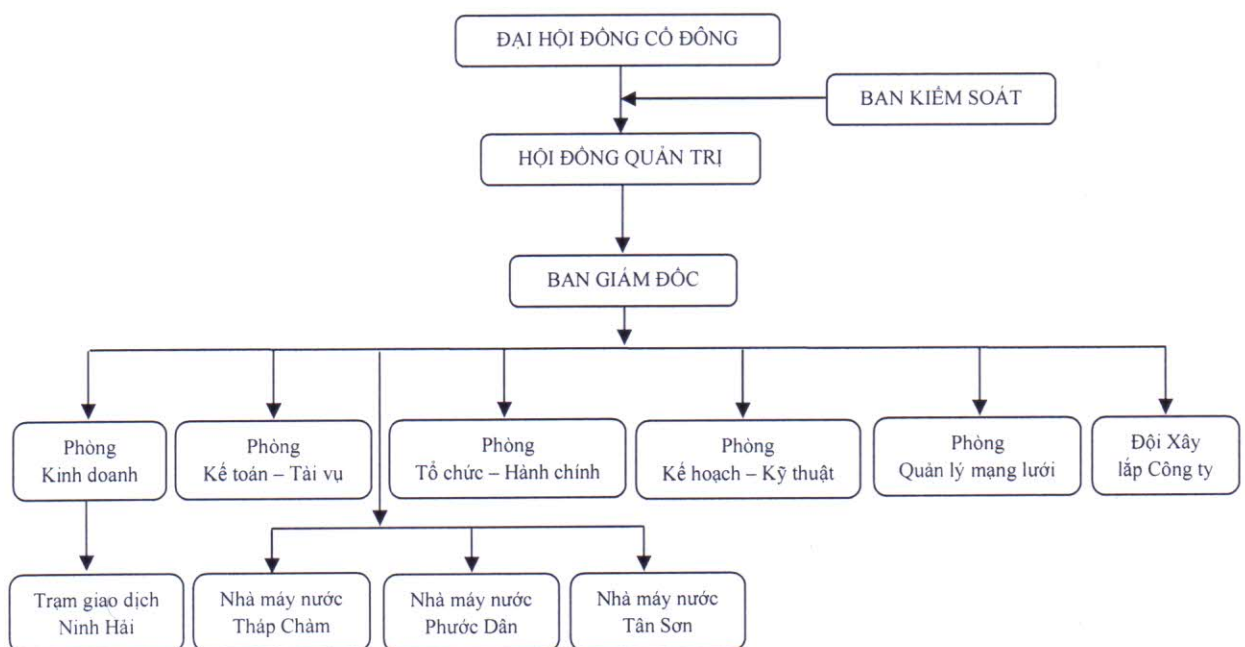 ĐẠI HỘI ĐỒNG CỔ ĐÔNG
BAN KIỂM SOÁT
HỘI ĐỒNG QUẢN TRỊ
BAN GIÁM ĐỐC
Phòng
Kinh doanh
Phòng
Kế toán – Tài vụ
Phòng
Tổ chức – Hành chính
Phòng
Kế hoạch – Kỹ thuật
Phòng
Quản lý mạng lưới
Đội Xây
lắp Công ty
Trạm giao dịch
Ninh Hải
Nhà máy nước
Tháp Chàm
Nhà máy nước
Phước Dân
Nhà máy nước
Tân Sơn